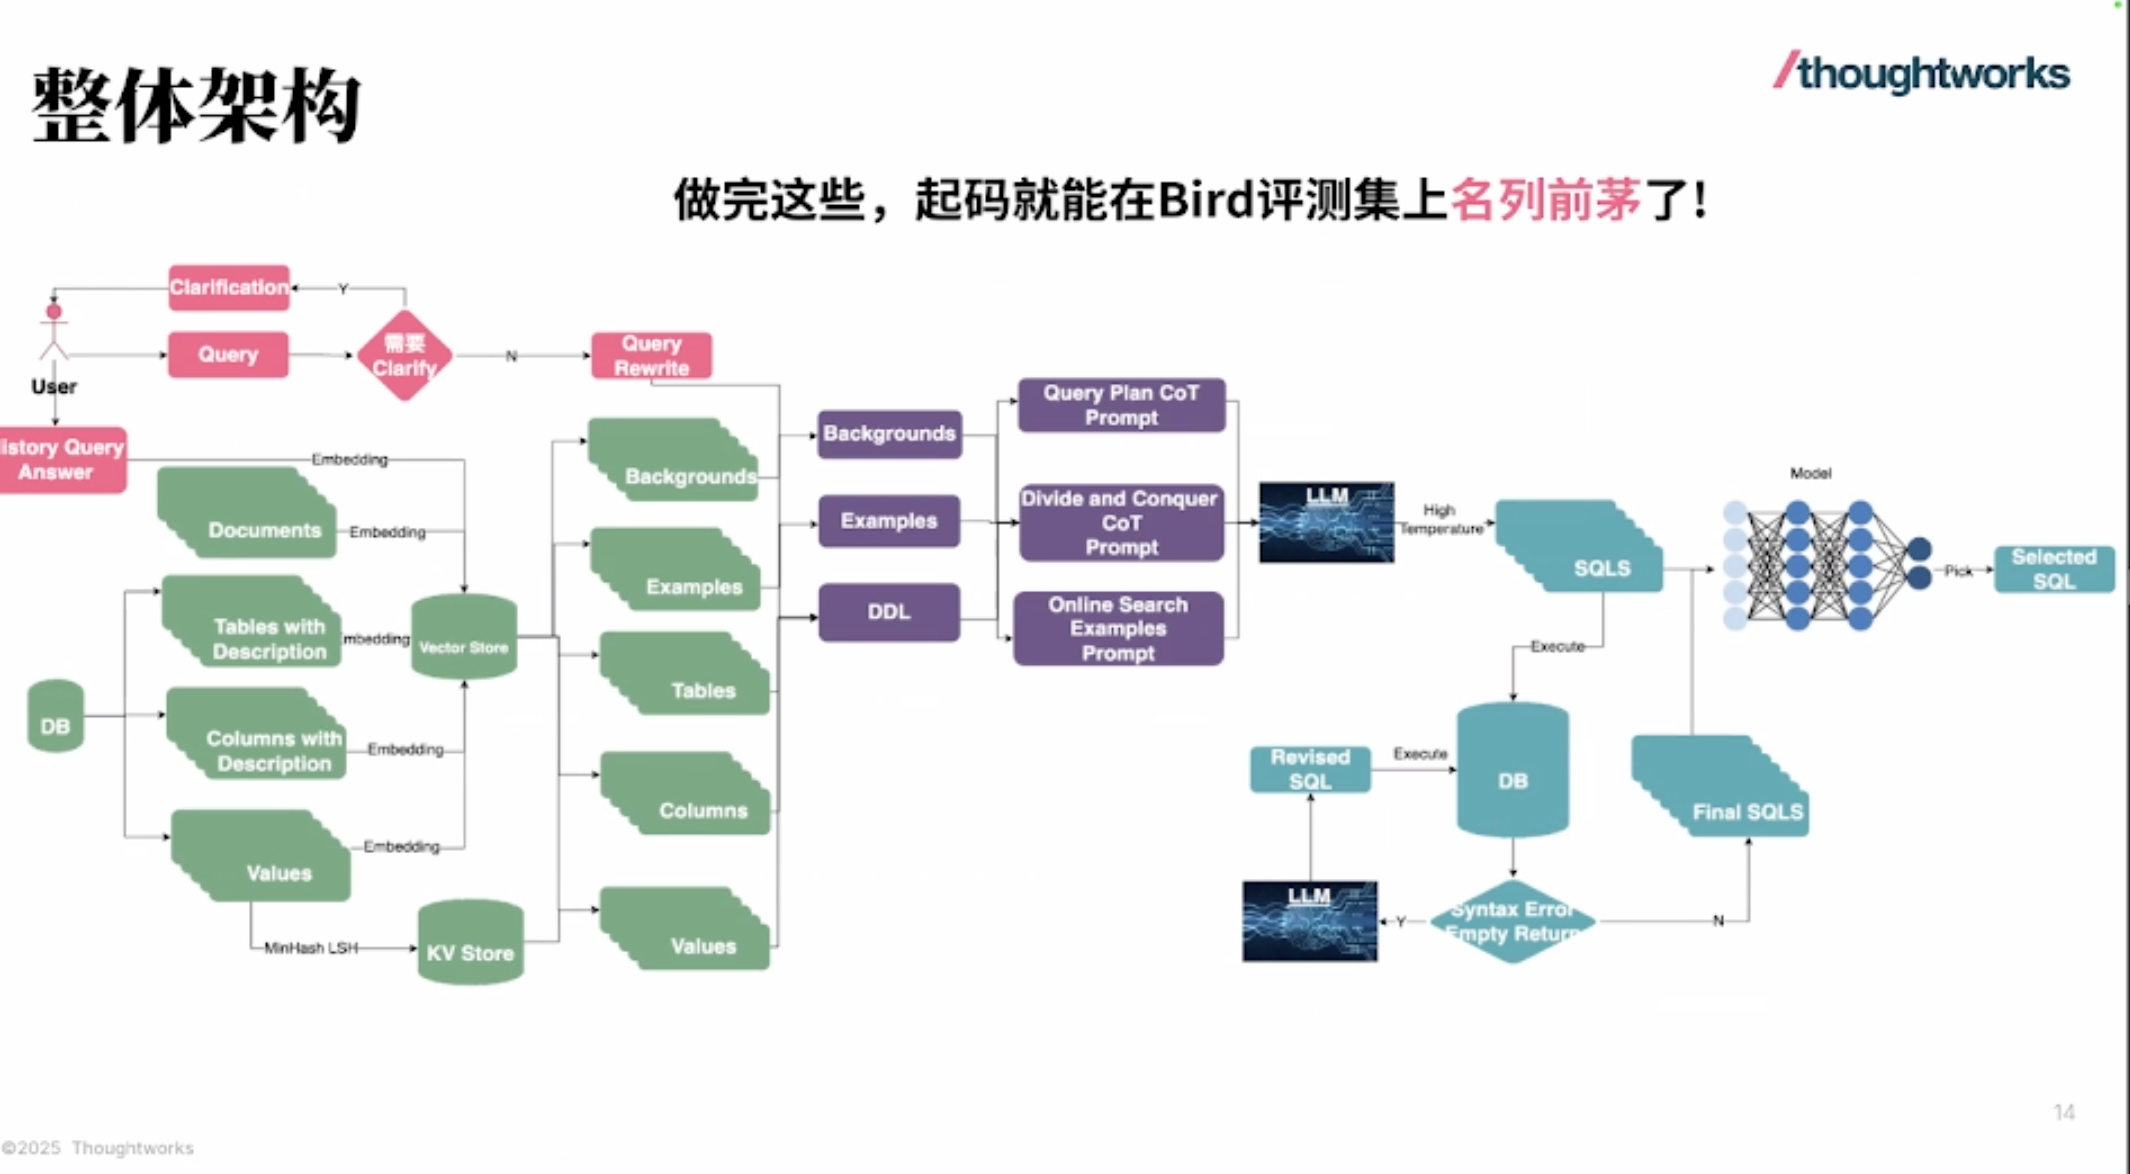 整体架构
/thoughtworks
做完这些，起码就能在Bird评测集上名列前茅了!
Clarification
Y
Query
需要
Clarify
N
Query
Rewrite
User
istory Query
Answer
Embedding
Documents
Embedding
Tables with
Description
mbedding
Vector Store
DB
Columns with
Description
Embedding
Values
Embedding
MinHash LSH
KV Store
Backgrounds
Examples
Tables
Columns
Values
Backgrounds
Examples
DDL
Query Plan CoT
Prompt
Divide and Conquer
CoT
Prompt
Online Search
Examples
Prompt
LLM
High
Temperature
SQLS
Model
Pick
Selected
SQL
Execute
Revised
SQL
Execute
DB
Final SQLS
LLM
Y
Syntax Error
Empty Return
N
14
©2025 Thoughtworks